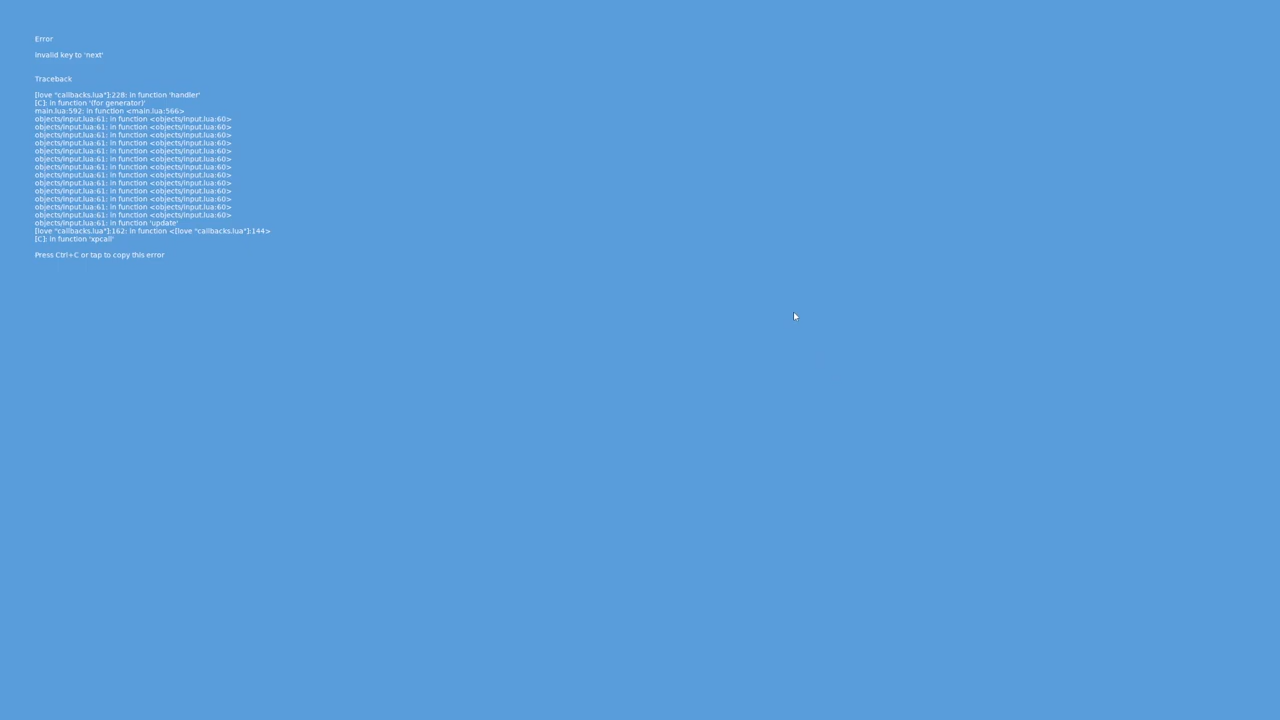 Error
Invalid key to 'next'
Traceback
[love "callbacks.lua"]:228: in function 'handler'
[C]: in function '(for generator)'
main.lua:592: in function <main.lua:566>
objects/input.lua:61: in function <objects/input.lua:60>
objects/input.lua:61: in function <objects/input.lua:60>
objects/input.lua:61: in function <objects/input.lua:60>
objects/input.lua:61: in function <objects/input.lua:60>
objects/input.lua:61: in function <objects/input.lua:60>
objects/input.lua:61: in function <objects/input.lua:60>
objects/input.lua:61: in function <objects/input.lua:60>
objects/input.lua:61: in function <objects/input.lua:60>
objects/input.lua:61: in function <objects/input.lua:60>
objects/input.lua:61: in function <objects/input.lua:60>
objects/input.lua:61: in function <objects/input.lua:60>
objects/input.lua:61: in function <objects/input.lua:60>
objects/input.lua:61: in function <objects/input.lua:60>
objects/input.lua:61: in function 'update'
[love "callbacks.lua"]:162: in function <[love "callbacks.lua"]:144>
[C]: in function 'xpcall'
Press Ctrl+C or tap to copy this error